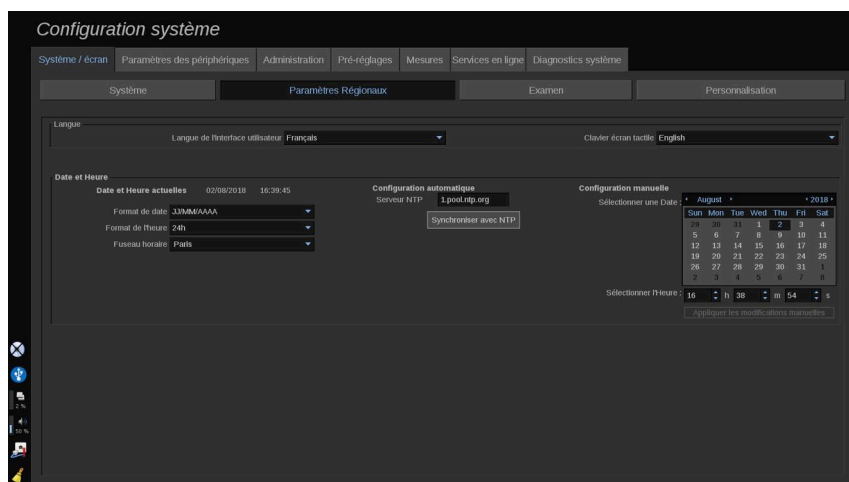 Configuration système
Système / écran Paramètres des périphériques Administration Pré-réglages Mesures Services en ligne Diagnostics système
Système Paramètres Régionaux Examen Personnalisation
Langue
Langue de l'interface utilisateur Français Clavier écran tactile English
Date et Heure
Date et Heure actuelles 02/08/2018 16:39:45 Configuration automatique Configuration manuelle
Serveur NTP 1.pool.ntp.org Sélectionner une Date : August 2018
Format de date JJ/MM/AAAA Synchroniser avec NTP Sun Mon Tue Wed Thu Fri Sat
29 30 31 1 2 3 4
Format de l'heure 24h 5 6 7 8 9 10 11
Fuseau horaire Paris 12 13 14 15 16 17 18
19 20 21 22 23 24 25
26 27 28 29 30 31 1
2 3 4 5 6 7 8
Sélectionner l'Heure : 16 h 38 m 54 s
Appliquer les modifications manuelles
2 %
50 %